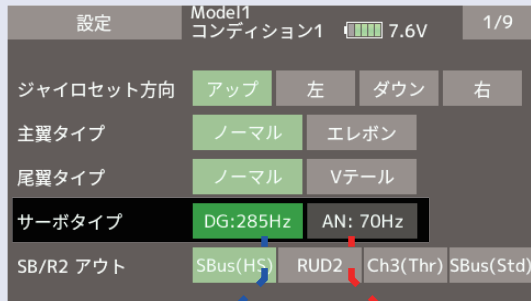 設定 Model1 1/9
コンディション1 7.6V
ジャイロセット方向 アップ 左 ダウン 右
主翼タイプ ノーマル エレボン
尾翼タイプ ノーマル Vテール
サーボタイプ DG:285Hz AN: 70Hz
SB/R2 アウト SBus(HS) RUD2 Ch3(Thr) SBus(Std)